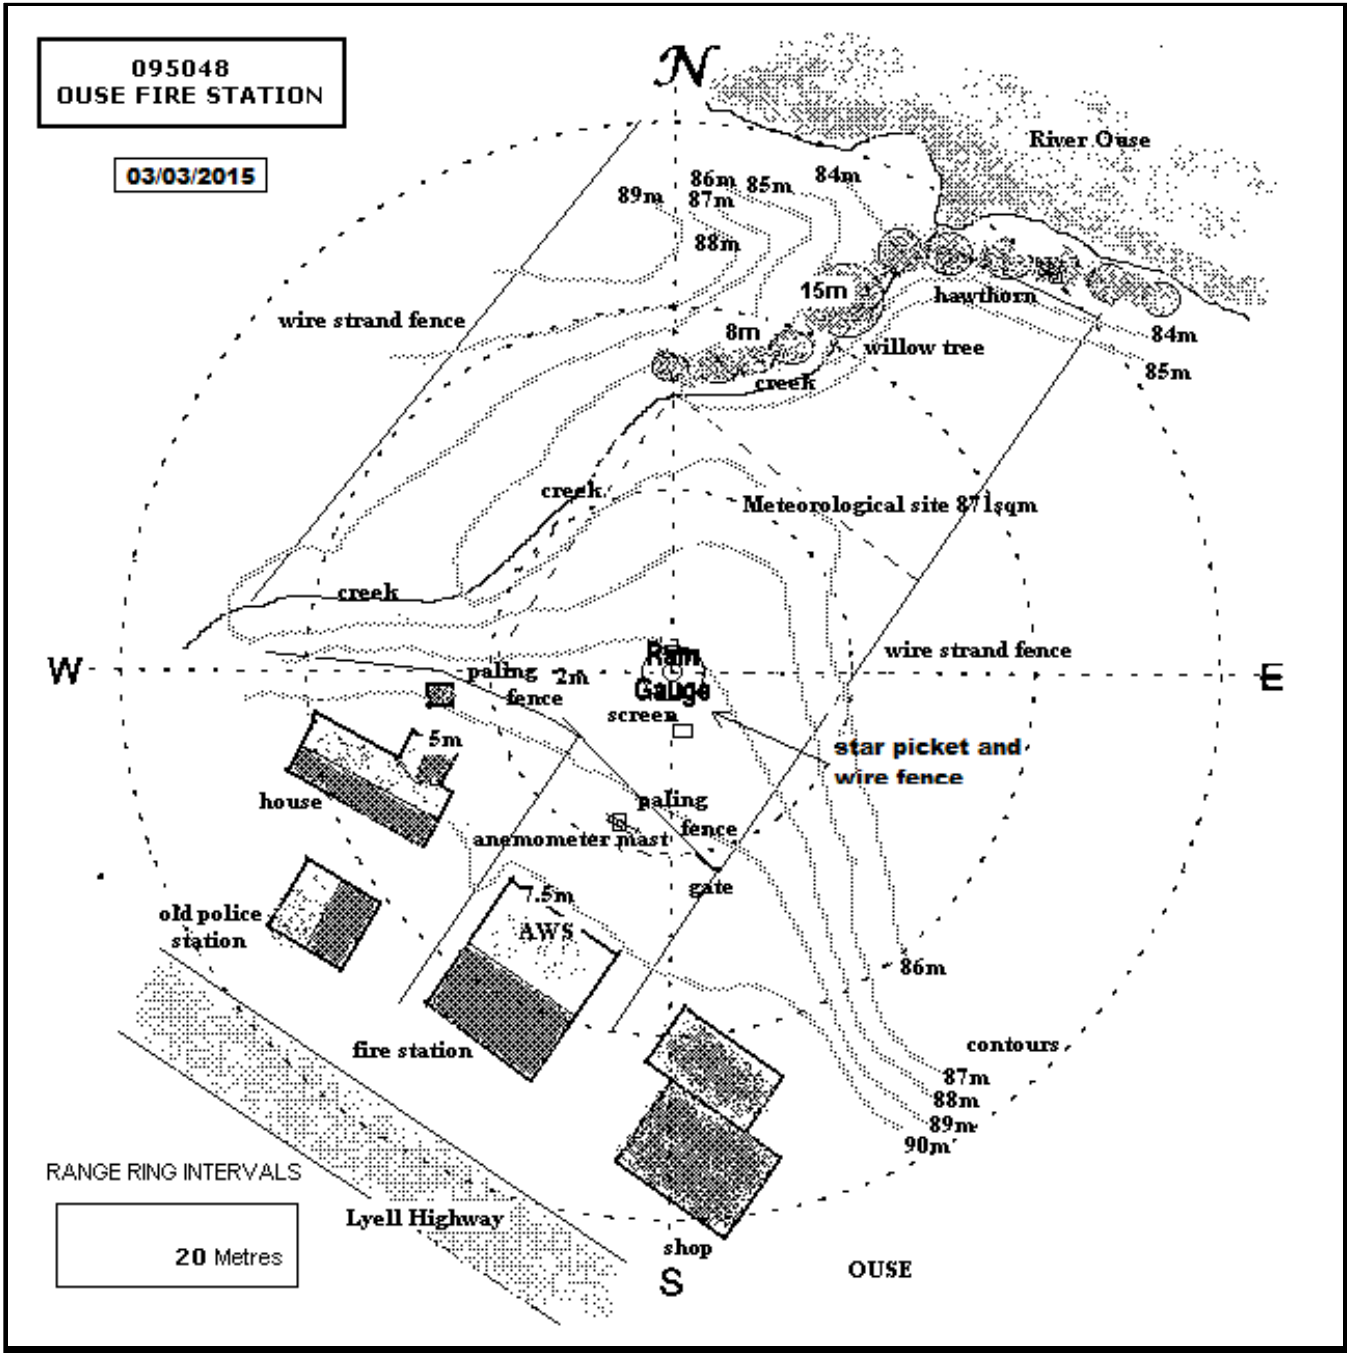 095048
OUSE FIRE STATION
03/03/2015
N
River Ouse
86m
85m
84m
89m
87m
88m
15m
hawthorn
wire strand fence
8m
willow tree
84m
creek
85m
creek
Meteorological site 871sqm
creek
wire strand fence
Rain
Gauge
W
E
paling
fence
2m
screen
5m
star picket and
wire fence
house
paling
fence
anemometer mast
gate
7.5m
AWS
old police
station
86m
fire station
contours
87m
88m
89m
90m
RANGE RING INTERVALS
20 Metres
Lyell Highway
shop
OUSE
S